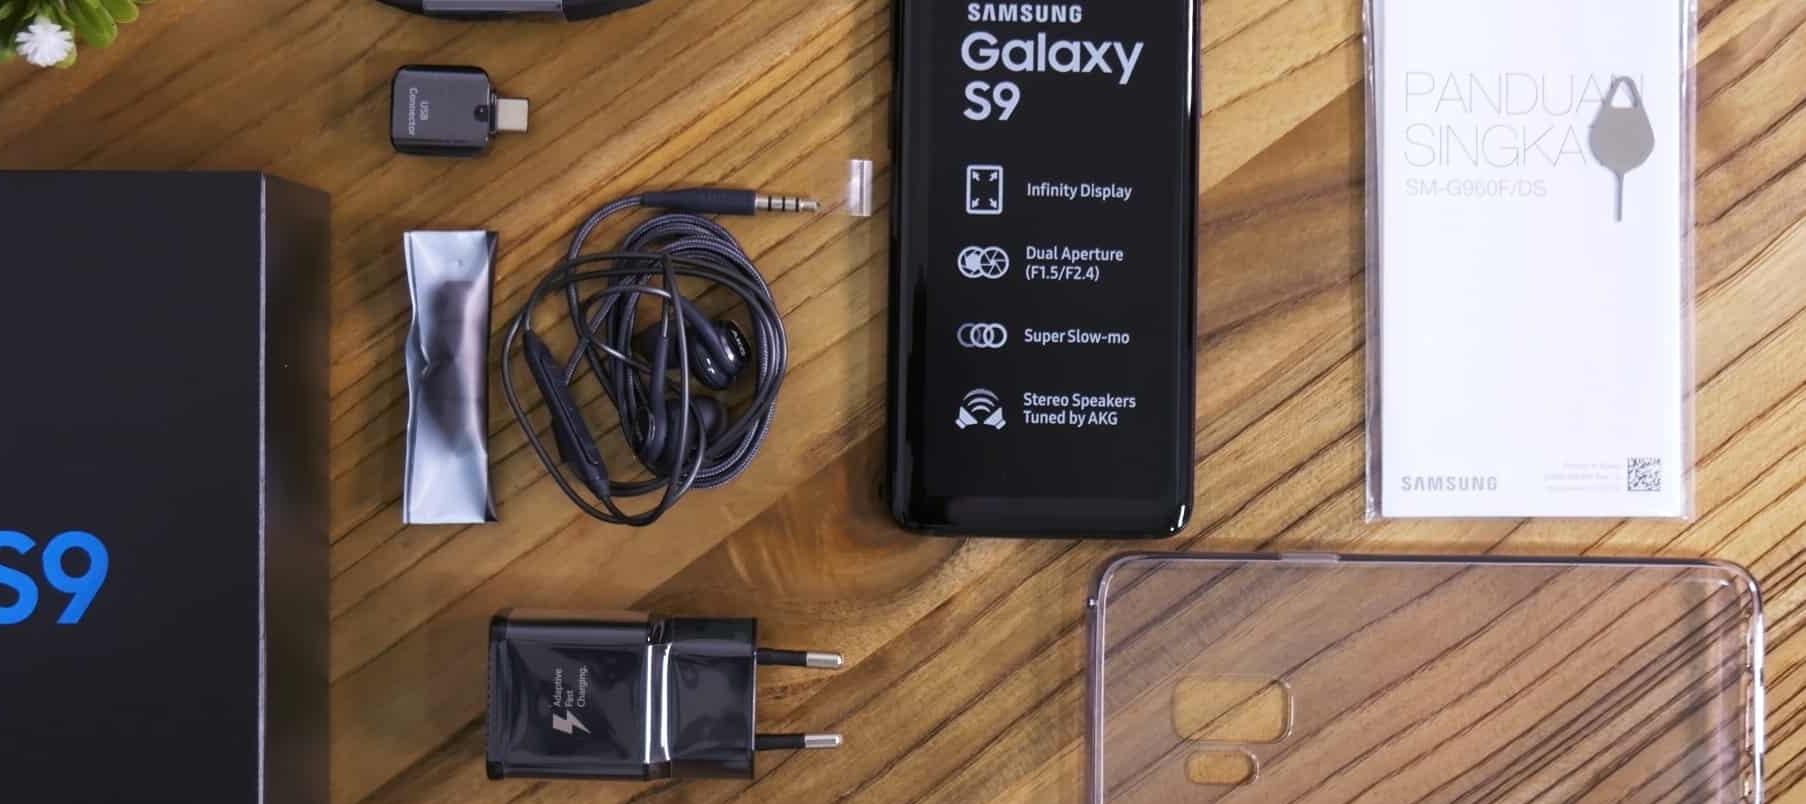 SAMSUNG
Galaxy
S9
Infinity Display
Dual Aperture
(F1.5/F2.4)
Super Slow-mo
Stereo Speakers
Tuned by AKG
PANDUAN
SINGKA
SM-G960F/DS
SAMSUNG
USB
Connector
AKG
S9
Adaptive
Fast
Charging